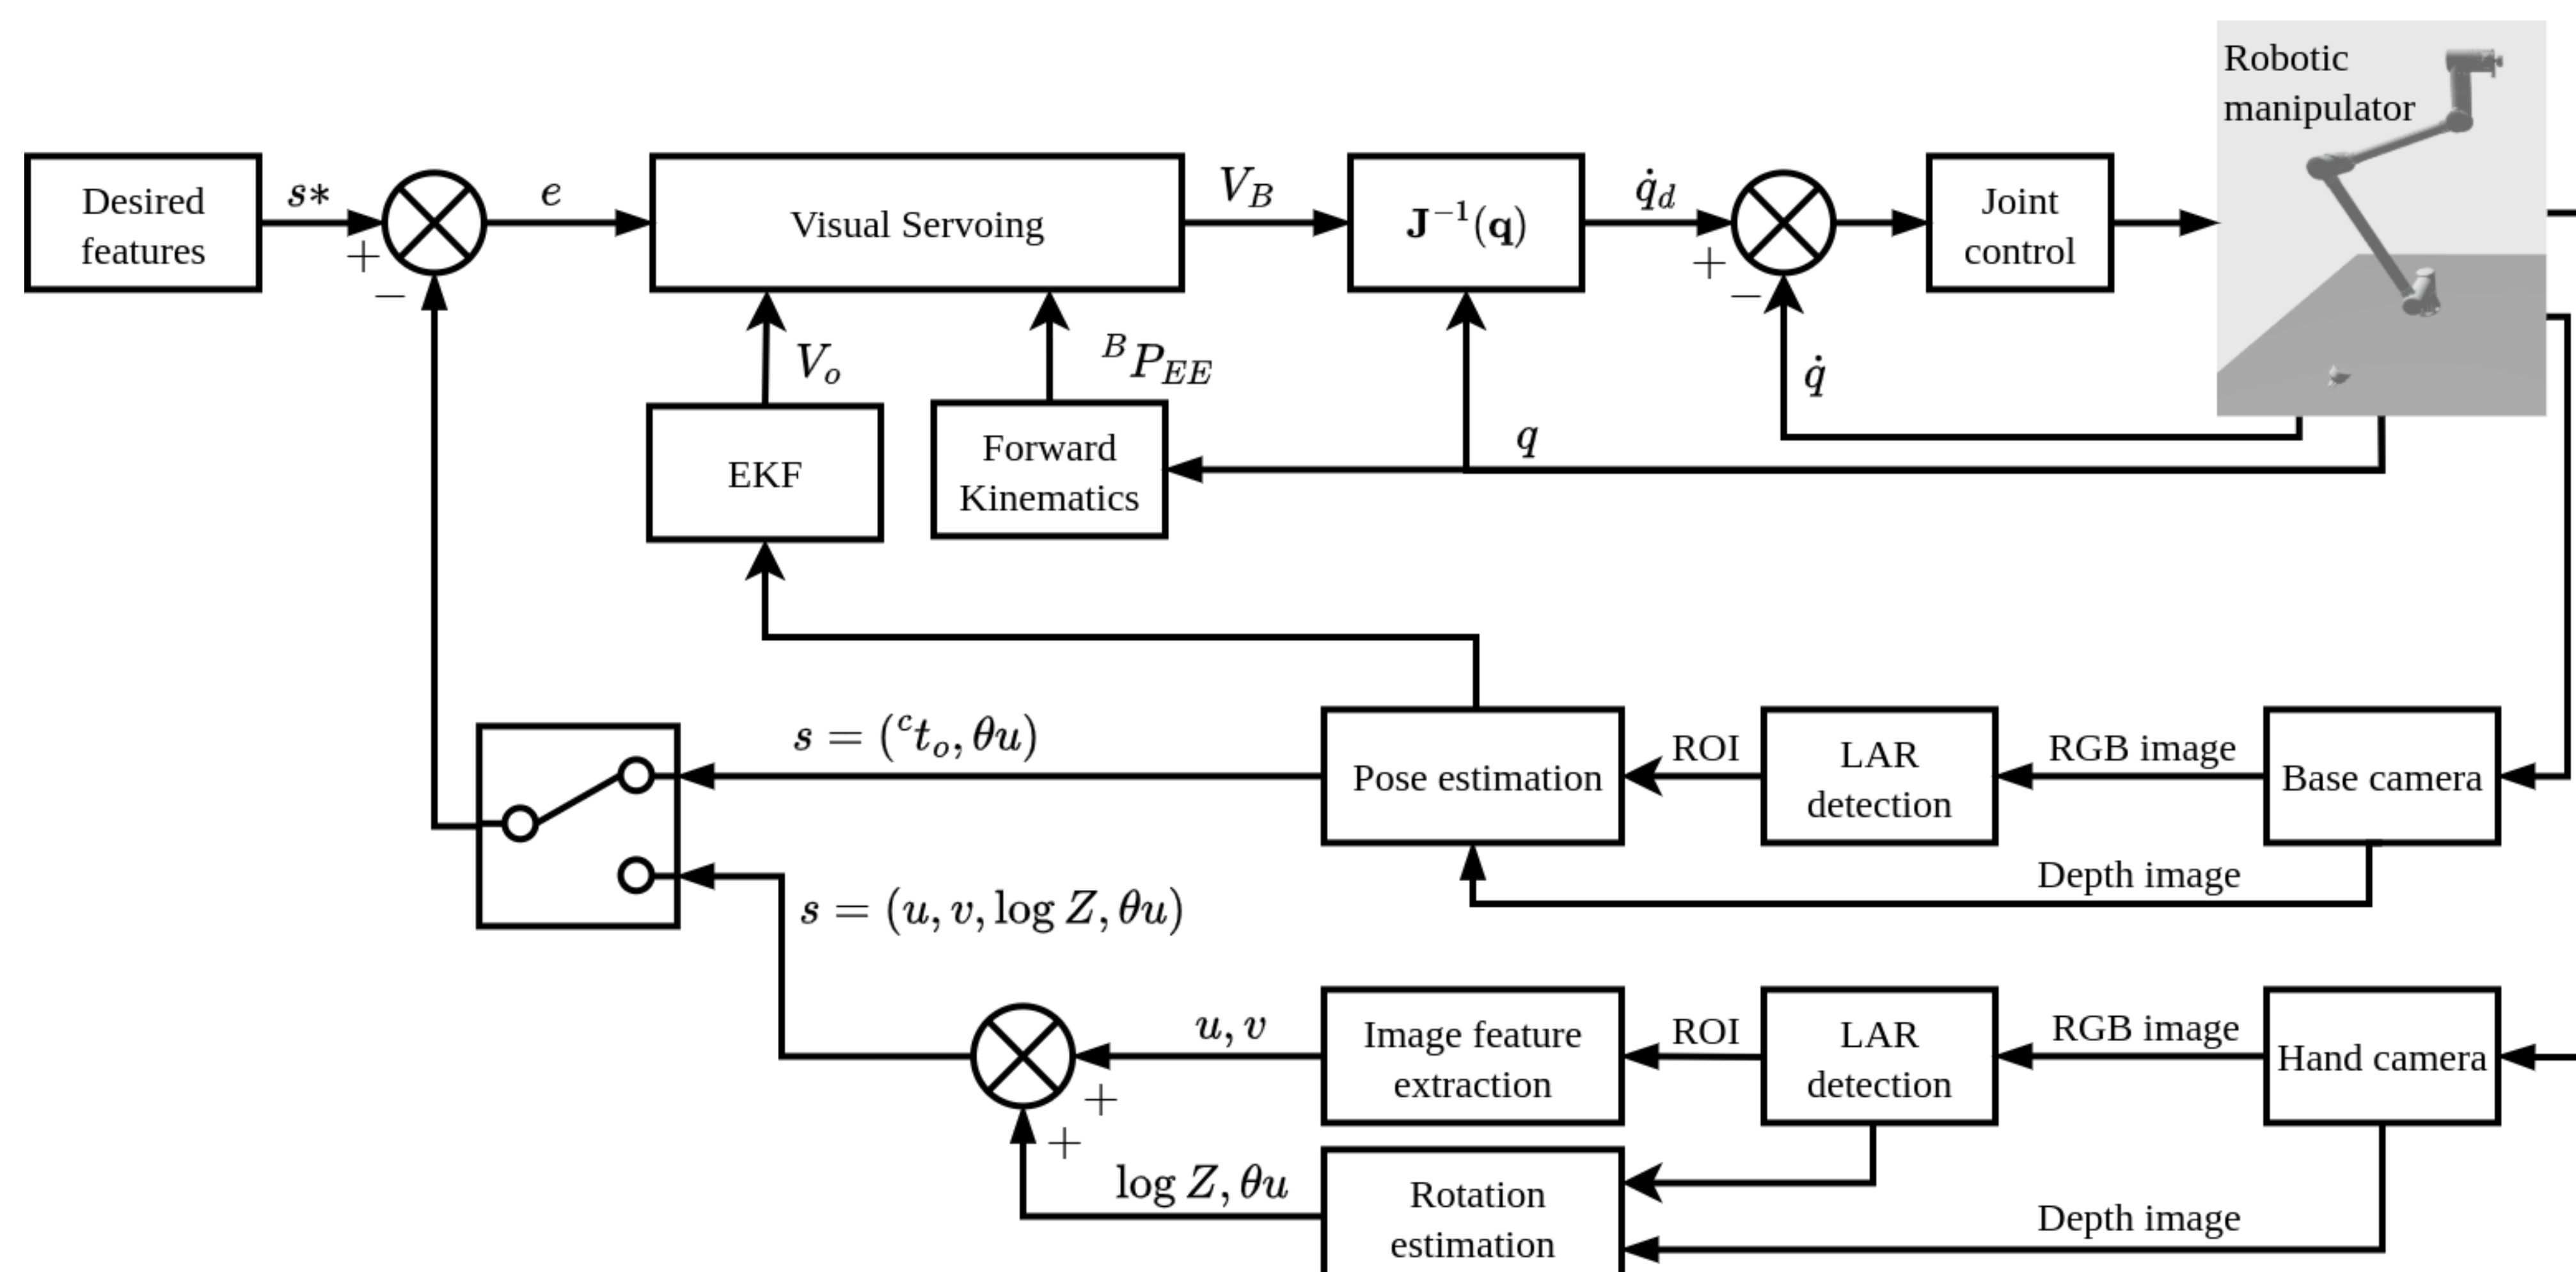 Robotic
manipulator
Desired
features
s*
+
−
e
Visual Servoing
V_B
J⁻¹(q)
q̇_d
+
−
Joint
control
V_o
ᴮP_EE
q̇
EKF
Forward
Kinematics
q
s = (ᶜt_o, θu)
Pose estimation
ROI
LAR
detection
RGB image
Base camera
Depth image
s = (u, v, log Z, θu)
u, v
+
+
Image feature
extraction
ROI
LAR
detection
RGB image
Hand camera
log Z, θu
Rotation
estimation
Depth image